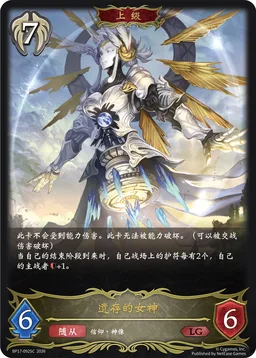 上级
7
此卡不会受到能力伤害。此卡无法被能力破坏。（可以被交战
伤害破坏）
当自己的结束阶段到来时，自己战场上的护符每有2个，自己
的主战者+1。
遗存的女神
6
随从
信仰・神像
LG
6
BP17-092SC 2026
© Cygames, Inc.
Published by NetEase Games